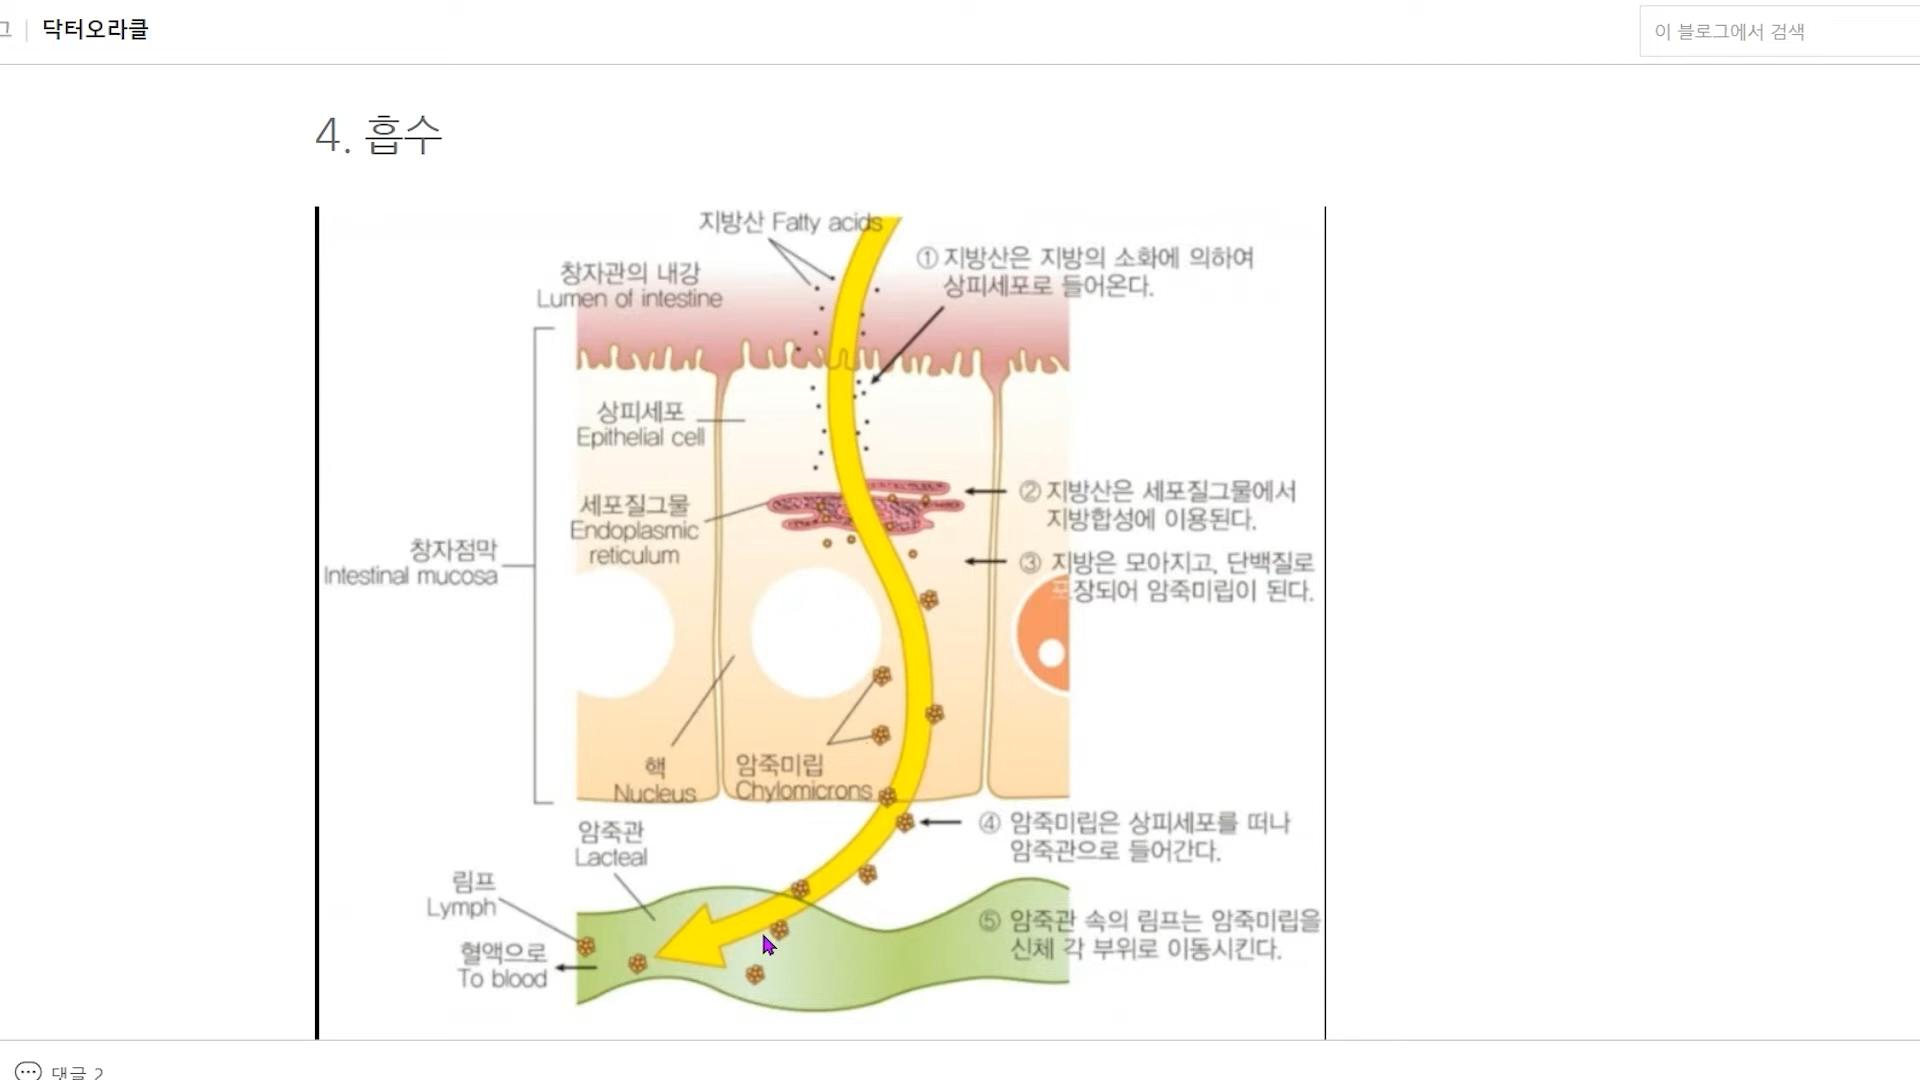 그 | 닥터오라클
이 블로그에서 검색
4. 흡수
지방산 Fatty acids
창자관의 내강
Lumen of intestine
① 지방산은 지방의 소화에 의하여
상피세포로 들어온다.
상피세포
Epithelial cell
세포질그물
Endoplasmic
reticulum
② 지방산은 세포질그물에서
지방합성에 이용된다.
창자점막
Intestinal mucosa
③ 지방은 모아지고, 단백질로
포장되어 암죽미립이 된다.
핵
Nucleus
암죽미립
Chylomicrons
④ 암죽미립은 상피세포를 떠나
암죽관으로 들어간다.
암죽관
Lacteal
림프
Lymph
혈액으로
To blood
⑤ 암죽관 속의 림프는 암죽미립을
신체 각 부위로 이동시킨다.
댓글 2